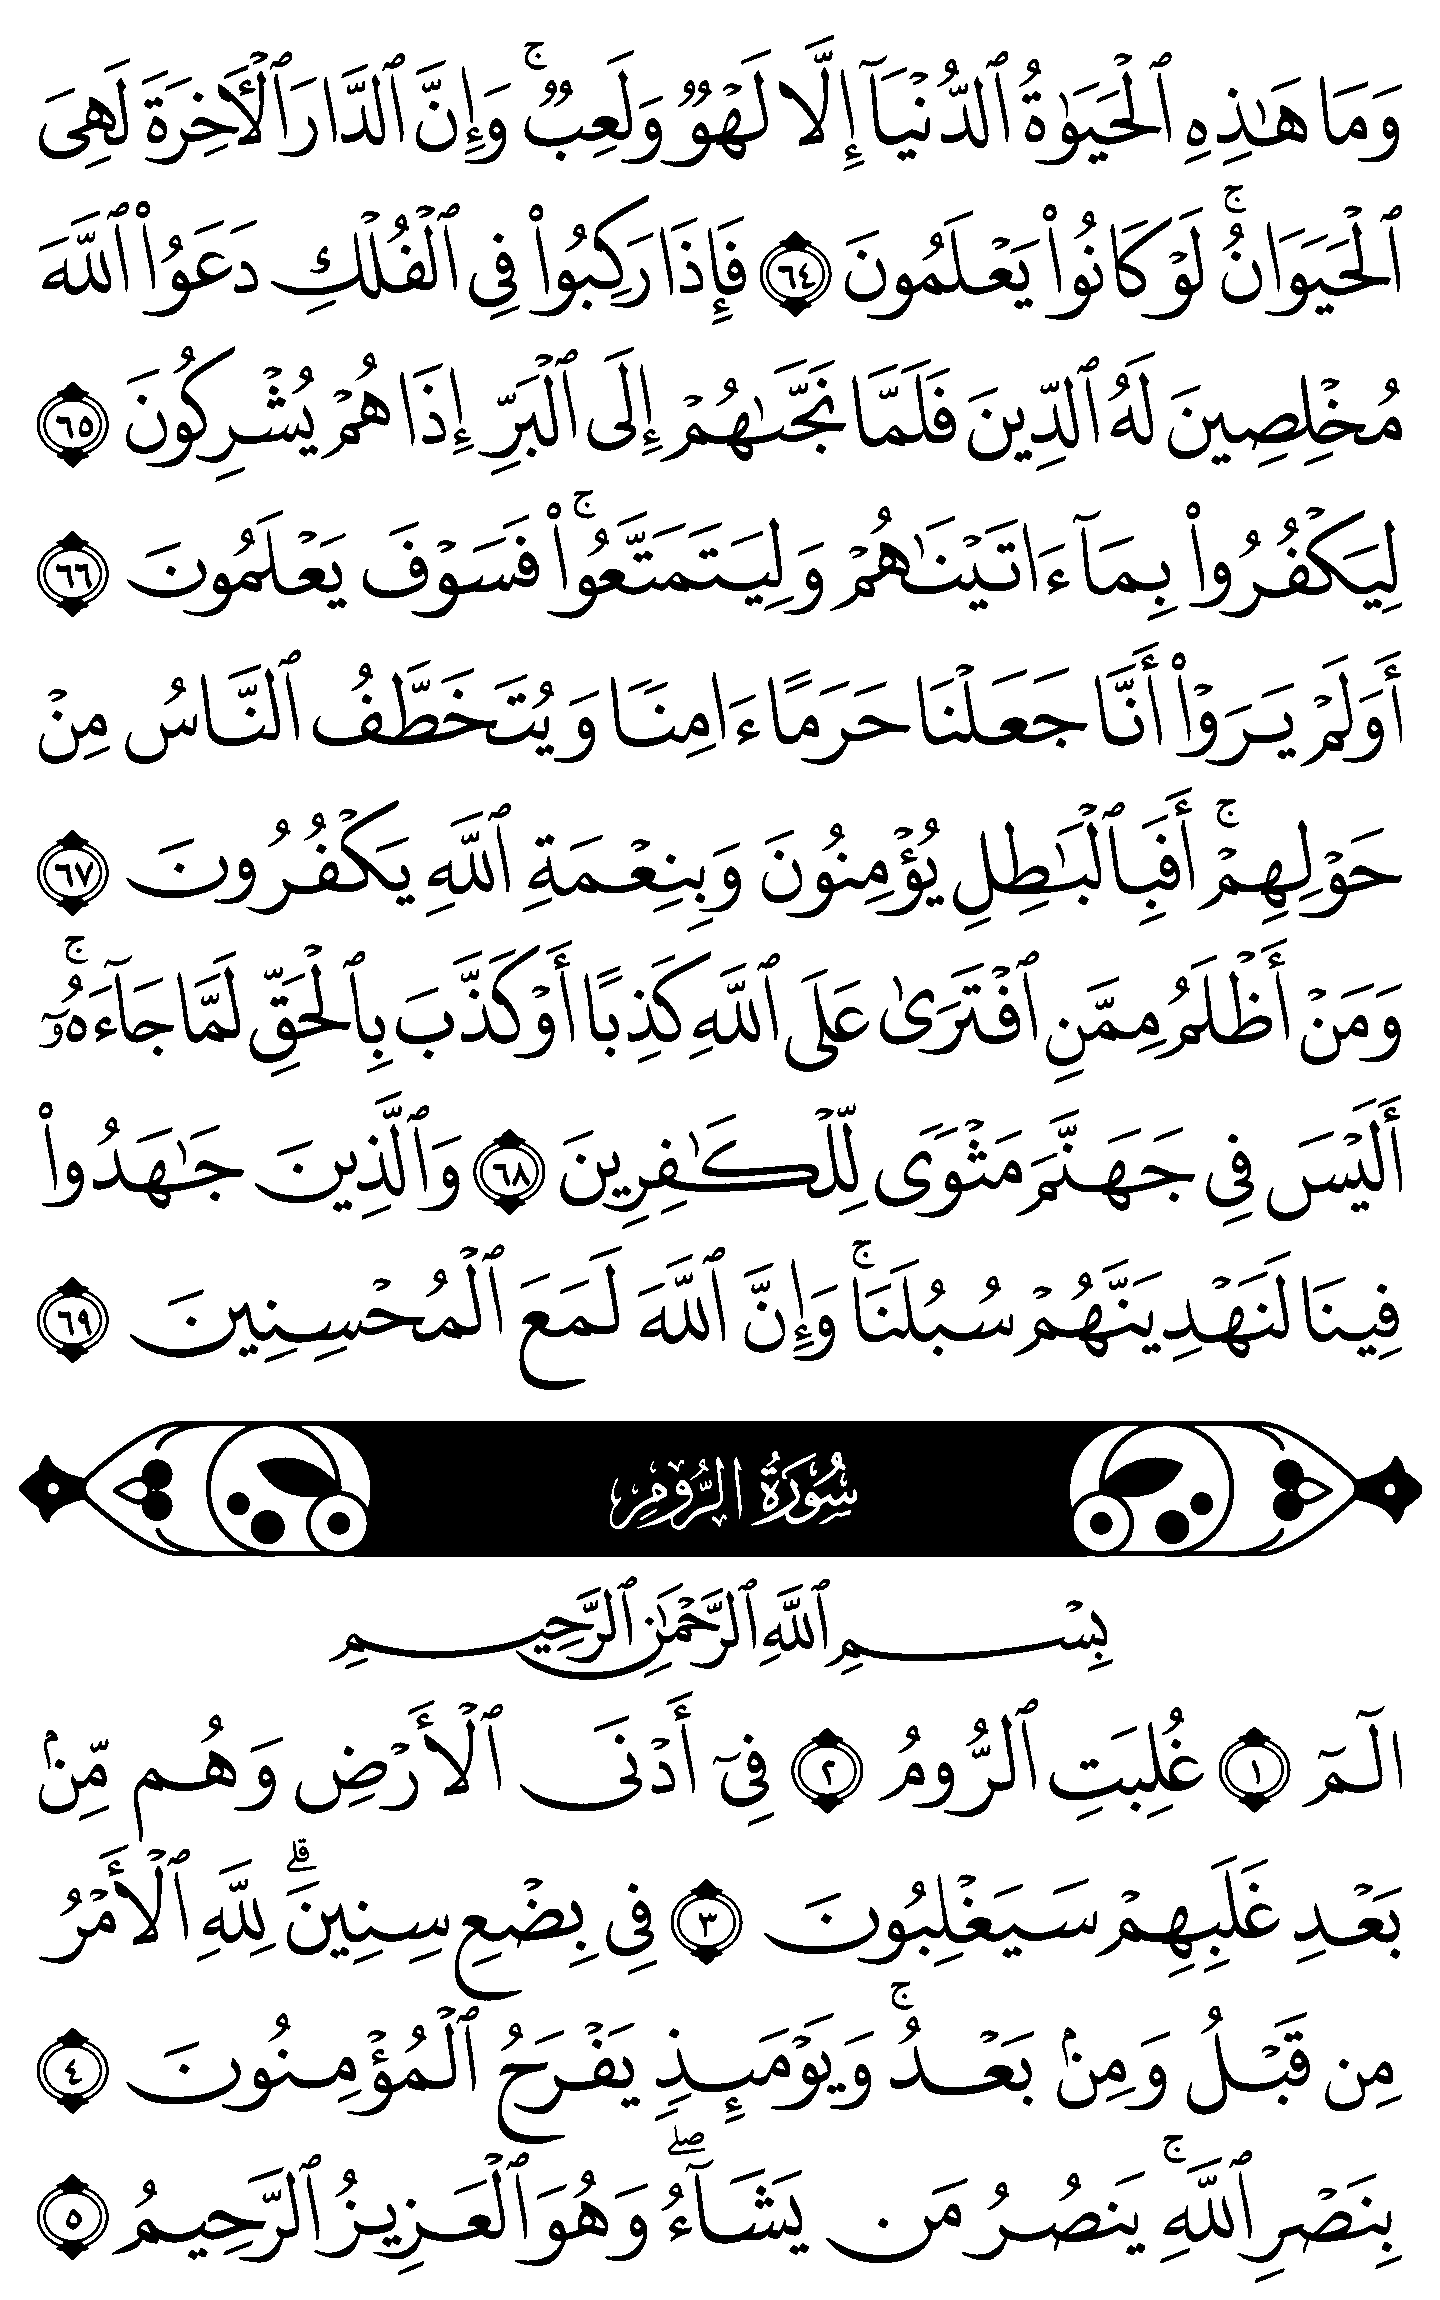 وَمَا هَٰذِهِ ٱلْحَيَوٰةُ ٱلدُّنْيَآ إِلَّا لَهْوٌ وَلَعِبٌ ۚ وَإِنَّ ٱلدَّارَ ٱلْءَاخِرَةَ لَهِىَ
ٱلْحَيَوَانُ ۚ لَوْ كَانُوا۟ يَعْلَمُونَ ٦٤ فَإِذَا رَكِبُوا۟ فِى ٱلْفُلْكِ دَعَوُا۟ ٱللَّهَ
مُخْلِصِينَ لَهُ ٱلدِّينَ فَلَمَّا نَجَّىٰهُمْ إِلَى ٱلْبَرِّ إِذَا هُمْ يُشْرِكُونَ ٦٥
لِيَكْفُرُوا۟ بِمَآ ءَاتَيْنَٰهُمْ وَلِيَتَمَتَّعُوا۟ ۚ فَسَوْفَ يَعْلَمُونَ ٦٦
أَوَلَمْ يَرَوْا۟ أَنَّا جَعَلْنَا حَرَمًا ءَامِنًا وَيُتَخَطَّفُ ٱلنَّاسُ مِنْ
حَوْلِهِمْ ۚ أَفَبِٱلْبَٰطِلِ يُؤْمِنُونَ وَبِنِعْمَةِ ٱللَّهِ يَكْفُرُونَ ٦٧
وَمَنْ أَظْلَمُ مِمَّنِ ٱفْتَرَىٰ عَلَى ٱللَّهِ كَذِبًا أَوْ كَذَّبَ بِٱلْحَقِّ لَمَّا جَآءَهُۥٓ ۚ
أَلَيْسَ فِى جَهَنَّمَ مَثْوًى لِّلْكَٰفِرِينَ ٦٨ وَٱلَّذِينَ جَٰهَدُوا۟
فِينَا لَنَهْدِيَنَّهُمْ سُبُلَنَا ۚ وَإِنَّ ٱللَّهَ لَمَعَ ٱلْمُحْسِنِينَ ٦٩
سُورَةُ الرُّومِ
بِسْمِ ٱللَّهِ ٱلرَّحْمَٰنِ ٱلرَّحِيمِ
الٓمٓ ١ غُلِبَتِ ٱلرُّومُ ٢ فِىٓ أَدْنَى ٱلْأَرْضِ وَهُم مِّنۢ
بَعْدِ غَلَبِهِمْ سَيَغْلِبُونَ ٣ فِى بِضْعِ سِنِينَ ۗ لِلَّهِ ٱلْأَمْرُ
مِن قَبْلُ وَمِنۢ بَعْدُ ۚ وَيَوْمَئِذٍ يَفْرَحُ ٱلْمُؤْمِنُونَ ٤
بِنَصْرِ ٱللَّهِ ۚ يَنصُرُ مَن يَشَآءُ ۖ وَهُوَ ٱلْعَزِيزُ ٱلرَّحِيمُ ٥